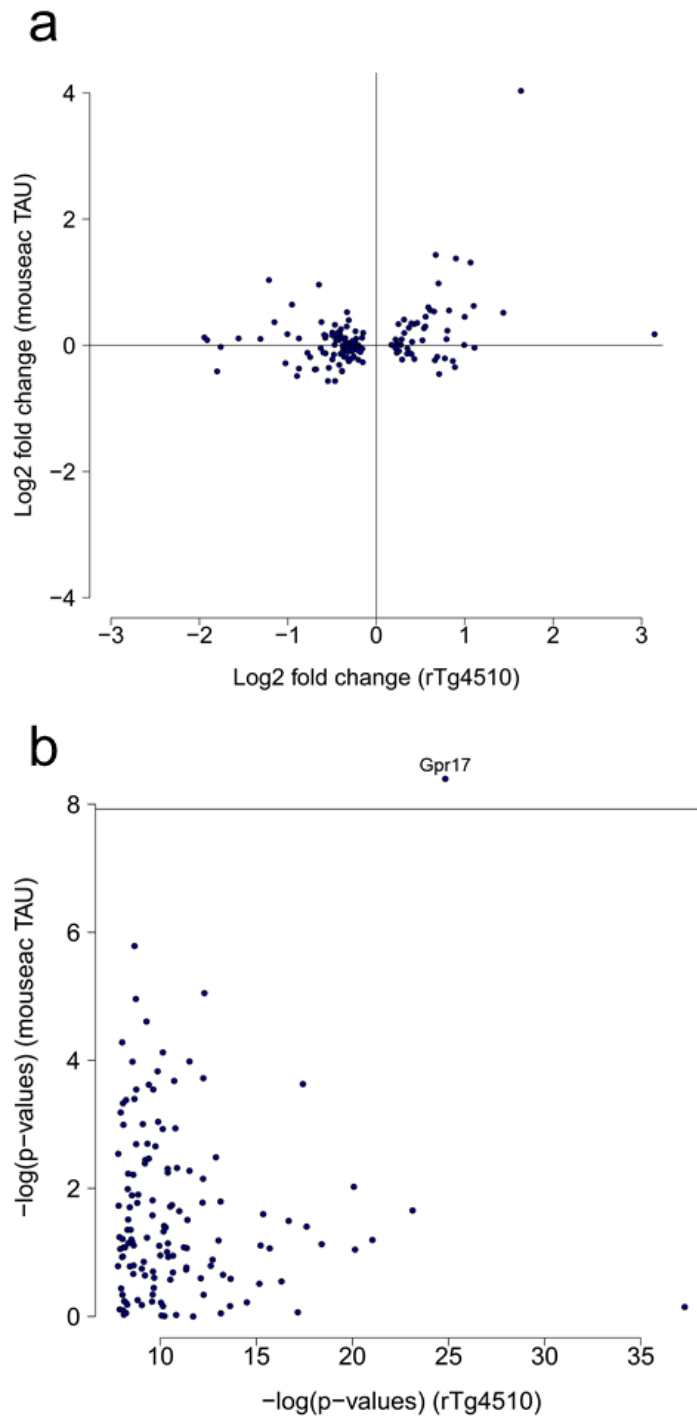 a
4
2
0
−2
−4
Log2 fold change (mouseac TAU)
−3 −2 −1 0 1 2 3
Log2 fold change (rTg4510)
b
Gpr17
8
6
4
2
0
−log(p−values) (mouseac TAU)
10 15 20 25 30 35
−log(p−values) (rTg4510)